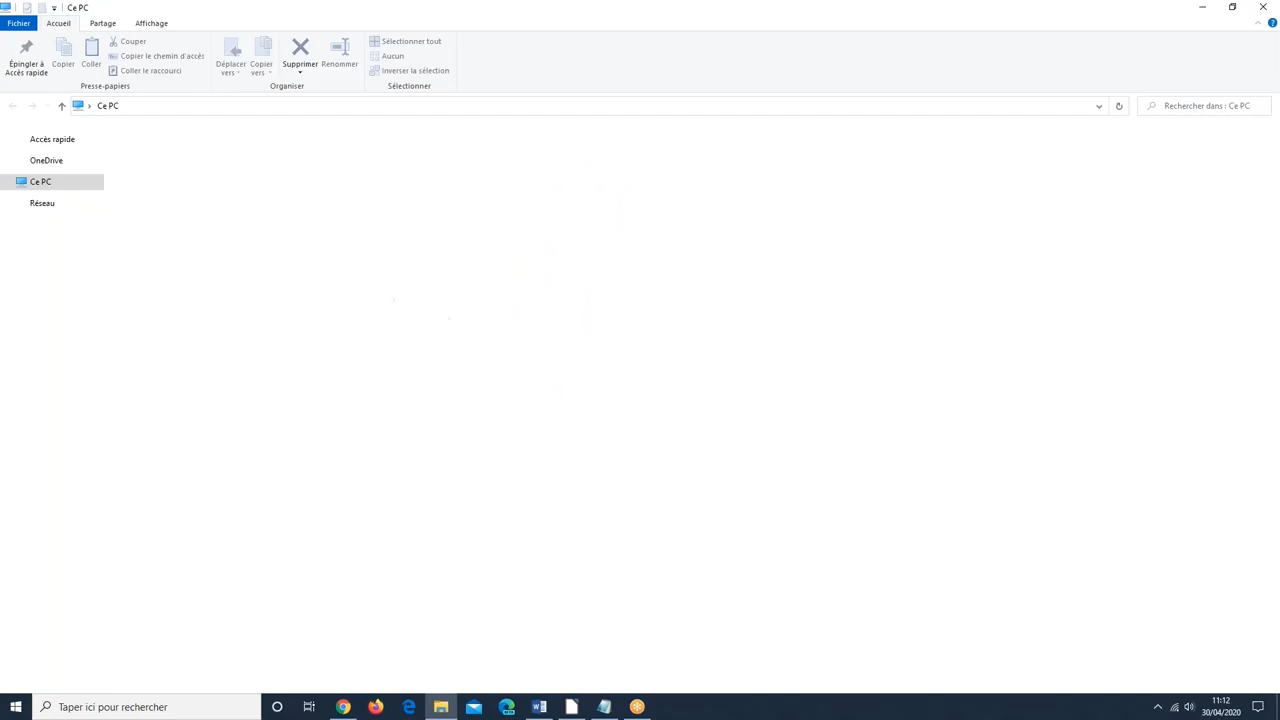 Ce PC
Fichier
Accueil
Partage
Affichage
Épingler à
Accès rapide
Copier
Coller
Couper
Copier le chemin d'accès
Coller le raccourci
Presse-papiers
Déplacer
vers
Copier
vers
Supprimer
Renommer
Organiser
Sélectionner tout
Aucun
Inverser la sélection
Sélectionner
Ce PC
Rechercher dans : Ce PC
Accès rapide
OneDrive
Ce PC
Réseau
Taper ici pour rechercher
11:12
30/04/2020